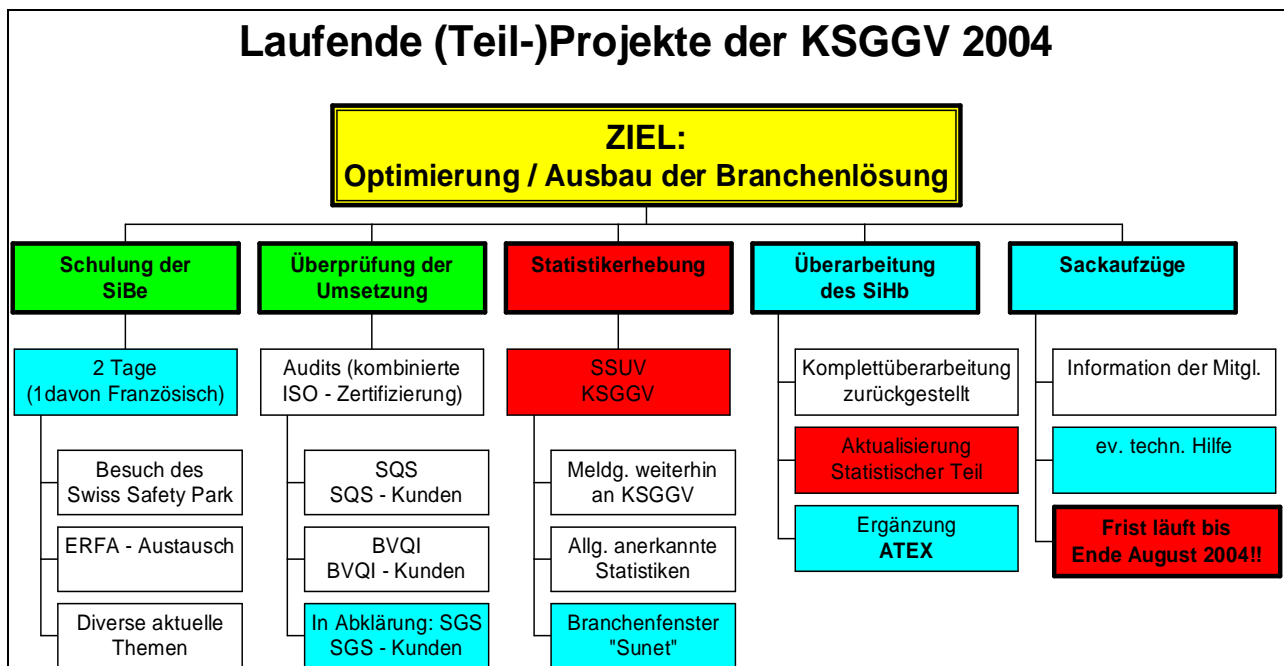 Laufende (Teil-)Projekte der KSGGV 2004
ZIEL:
Optimierung / Ausbau der Branchenlösung
Schulung der
SiBe
2 Tage
(1davon Französisch)
Besuch des
Swiss Safety Park
ERFA - Austausch
Diverse aktuelle
Themen
Überprüfung der
Umsetzung
Audits (kombinierte
ISO - Zertifizierung)
SQS
SQS - Kunden
BVQI
BVQI - Kunden
In Abklärung: SGS
SGS - Kunden
Statistikerhebung
SSUV
KSGGV
Meldg. weiterhin
an KSGGV
Allg. anerkannte
Statistiken
Branchenfenster
"Sunet"
Überarbeitung
des SiHb
Komplettüberarbeitung
zurückgestellt
Aktualisierung
Statistischer Teil
Ergänzung
ATEX
Sackaufzüge
Information der Mitgl.
ev. techn. Hilfe
Frist läuft bis
Ende August 2004!!